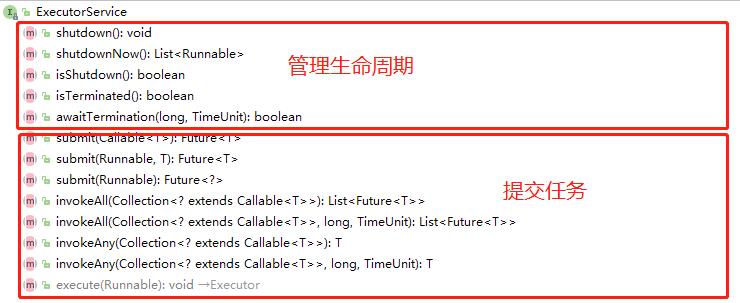 ExecutorService
shutdown(): void
shutdownNow(): List<Runnable>
isShutdown(): boolean
isTerminated(): boolean
awaitTermination(long, TimeUnit): boolean
管理生命周期
submit(Callable<T>): Future<T>
submit(Runnable, T): Future<T>
submit(Runnable): Future<?>
invokeAll(Collection<? extends Callable<T>>): List<Future<T>>
invokeAll(Collection<? extends Callable<T>>, long, TimeUnit): List<Future<T>>
invokeAny(Collection<? extends Callable<T>>): T
invokeAny(Collection<? extends Callable<T>>, long, TimeUnit): T
execute(Runnable): void →Executor
提交任务